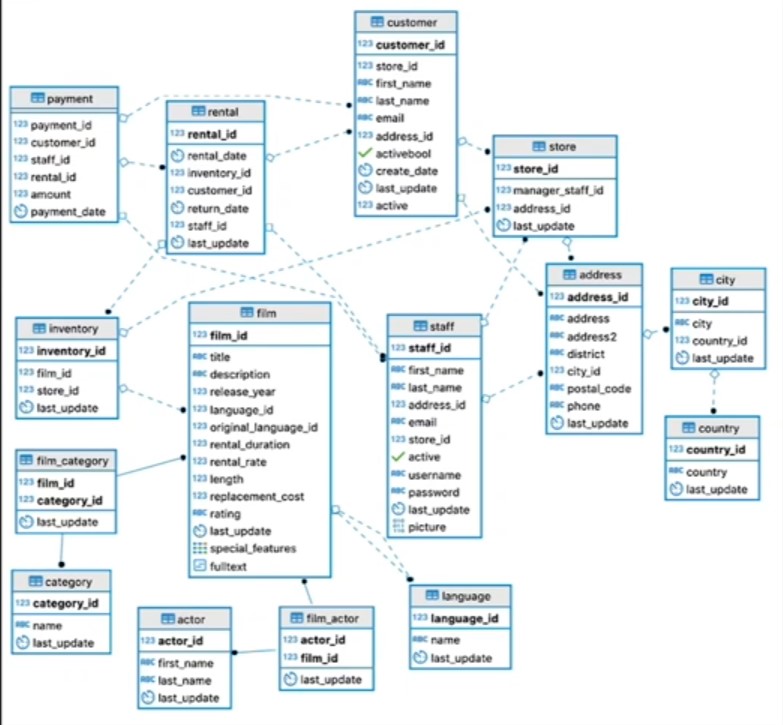 customer
123 customer_id
123 store_id
ABC first_name
ABC last_name
ABC email
123 address_id
activebool
create_date
last_update
123 active
payment
123 payment_id
123 customer_id
123 staff_id
123 rental_id
123 amount
payment_date
rental
123 rental_id
rental_date
123 inventory_id
123 customer_id
return_date
123 staff_id
last_update
store
123 store_id
123 manager_staff_id
123 address_id
last_update
address
123 address_id
ABC address
ABC address2
ABC district
123 city_id
ABC postal_code
ABC phone
last_update
city
123 city_id
ABC city
123 country_id
last_update
inventory
123 inventory_id
123 film_id
123 store_id
last_update
film
123 film_id
ABC title
ABC description
123 release_year
123 language_id
123 original_language_id
123 rental_duration
123 rental_rate
123 length
123 replacement_cost
ABC rating
last_update
special_features
fulltext
staff
123 staff_id
ABC first_name
ABC last_name
123 address_id
ABC email
123 store_id
active
ABC username
ABC password
last_update
picture
country
123 country_id
ABC country
last_update
film_category
123 film_id
123 category_id
last_update
category
123 category_id
ABC name
last_update
actor
123 actor_id
ABC first_name
ABC last_name
last_update
film_actor
123 actor_id
123 film_id
last_update
language
123 language_id
ABC name
last_update